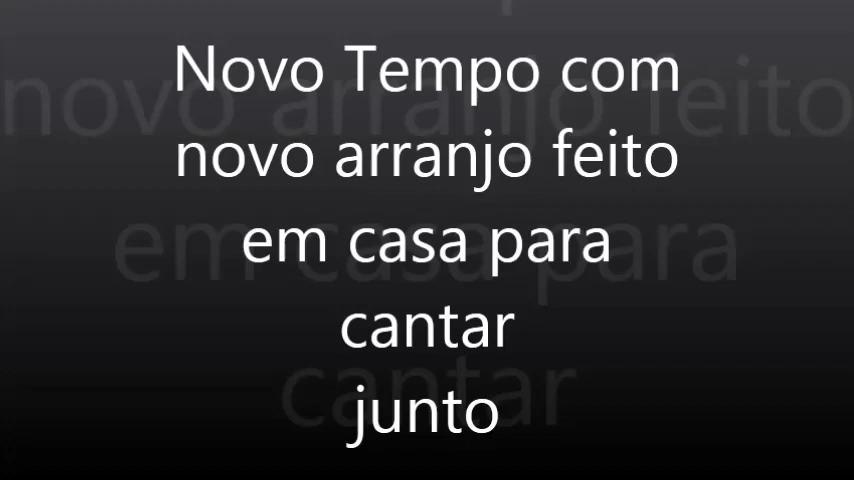 Novo Tempo com
novo arranjo feito
em casa para
cantar
junto